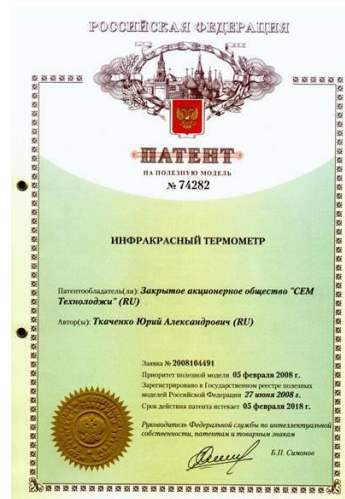 РОССИЙСКАЯ ФЕДЕРАЦИЯ
ПАТЕНТ
НА ПОЛЕЗНУЮ МОДЕЛЬ
№ 74282
ИНФРАКРАСНЫЙ ТЕРМОМЕТР
Патентообладатель(ли): Закрытое акционерное общество "СЕМ
Технолоджи" (RU)
Автор(ы): Ткаченко Юрий Александрович (RU)
Заявка № 2008104491
Приоритет полезной модели 05 февраля 2008 г.
Зарегистрировано в Государственном реестре полезных
моделей Российской Федерации 27 июня 2008 г.
Срок действия патента истекает 05 февраля 2018 г.
Руководитель Федеральной службы по интеллектуальной
собственности, патентам и товарным знакам
Б.П. Симонов